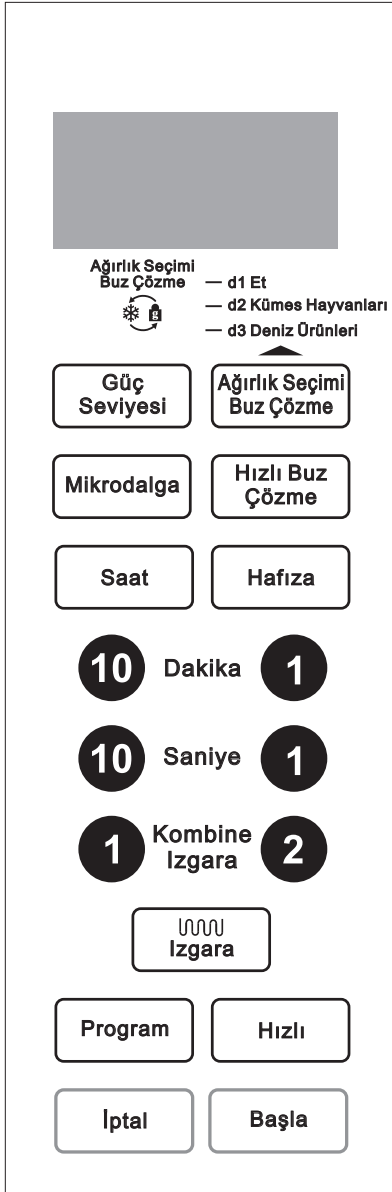 Ağırlık Seçimi
Buz Çözme
g
— d1 Et
— d2 Kümes Hayvanları
— d3 Deniz Ürünleri
Güç
Seviyesi
Ağırlık Seçimi
Buz Çözme
Mikrodalga
Hızlı Buz
Çözme
Saat
Hafıza
10 Dakika 1
10 Saniye 1
1 Kombine
Izgara 2
Izgara
Program
Hızlı
İptal
Başla